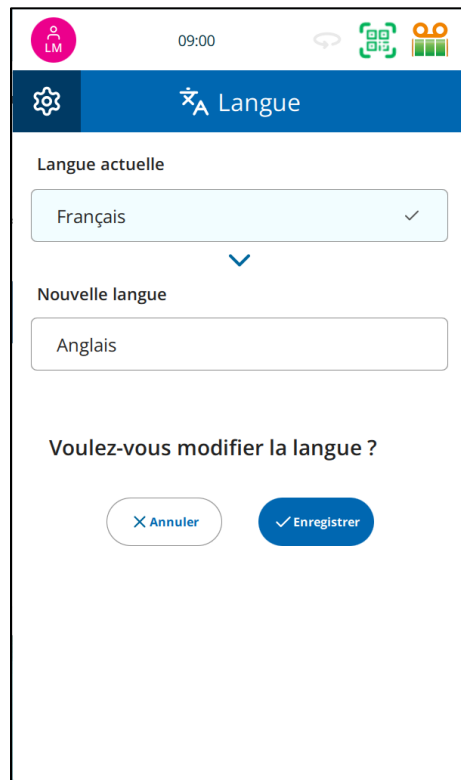 LM
09:00
Langue
Langue actuelle
Français
Nouvelle langue
Anglais
Voulez-vous modifier la langue ?
Annuler
Enregistrer